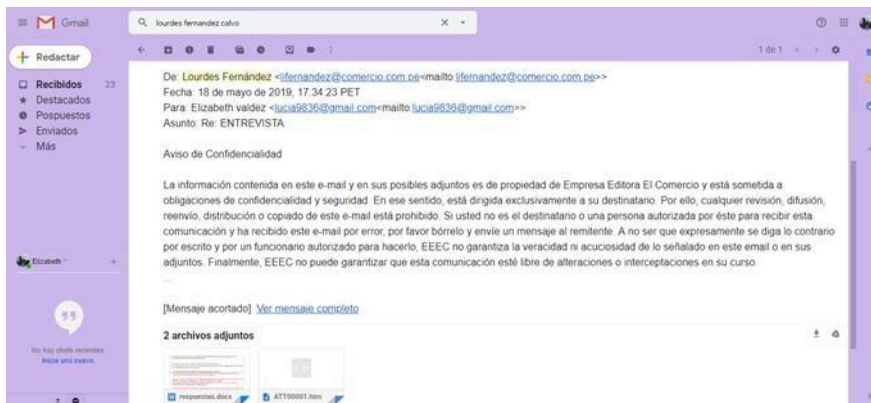 Gmail
lourdes fernandez calvo
Redactar
1 de 1
Recibidos 23
Destacados
Pospuestos
Enviados
Más
De: Lourdes Fernández <lifernandez@comercio.com.pe<mailto:lifernandez@comercio.com.pe>>
Fecha: 18 de mayo de 2019, 17:34:23 PET
Para: Elizabeth valdez <lucia9836@gmail.com<mailto:lucia9836@gmail.com>>
Asunto: Re: ENTREVISTA
Aviso de Confidencialidad
La información contenida en este e-mail y en sus posibles adjuntos es de propiedad de Empresa Editora El Comercio y está sometida a
obligaciones de confidencialidad y seguridad. En ese sentido, está dirigida exclusivamente a su destinatario. Por ello, cualquier revisión, difusión,
reenvío, distribución o copiado de este e-mail está prohibido. Si usted no es el destinatario o una persona autorizada por éste para recibir esta
comunicación y ha recibido este e-mail por error, por favor bórrelo y envíe un mensaje al remitente. A no ser que expresamente se diga lo contrario
por escrito y por un funcionario autorizado para hacerlo, EEEC no garantiza la veracidad ni acuciosidad de lo señalado en este email o en sus
adjuntos. Finalmente, EEEC no puede garantizar que esta comunicación esté libre de alteraciones o interceptaciones en su curso.
...
[Mensaje acortado] Ver mensaje completo
2 archivos adjuntos
respuestas.docx
ATT00001.htm
Elizabeth
No hay chats recientes.
Inicia uno nuevo.